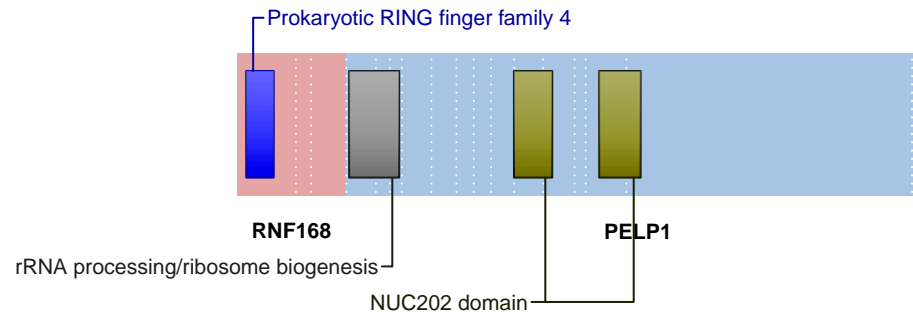 Prokaryotic RING finger family 4
RNF168
PELP1
rRNA processing/ribosome biogenesis
NUC202 domain